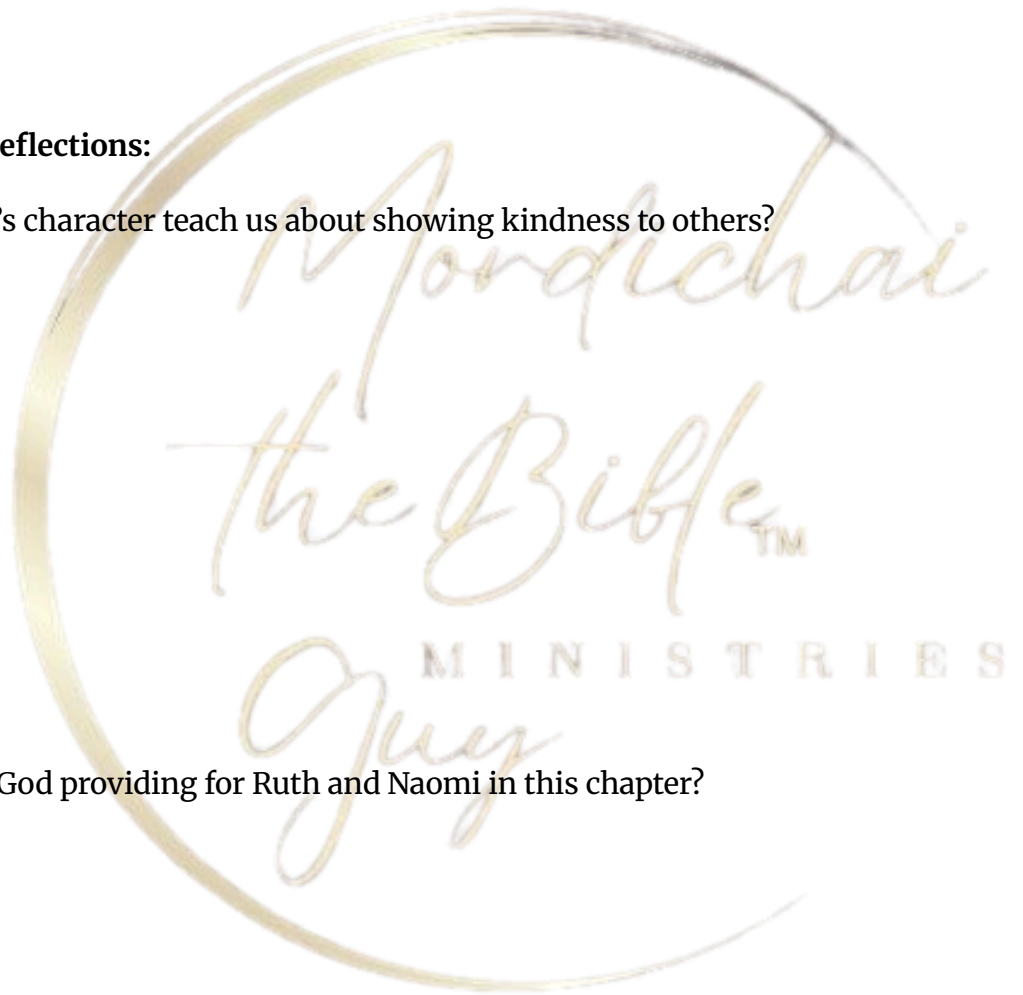 eflections:
's character teach us about showing kindness to others?
Mordichai
the Bible
TM
MINISTRIES
Guy
God providing for Ruth and Naomi in this chapter?